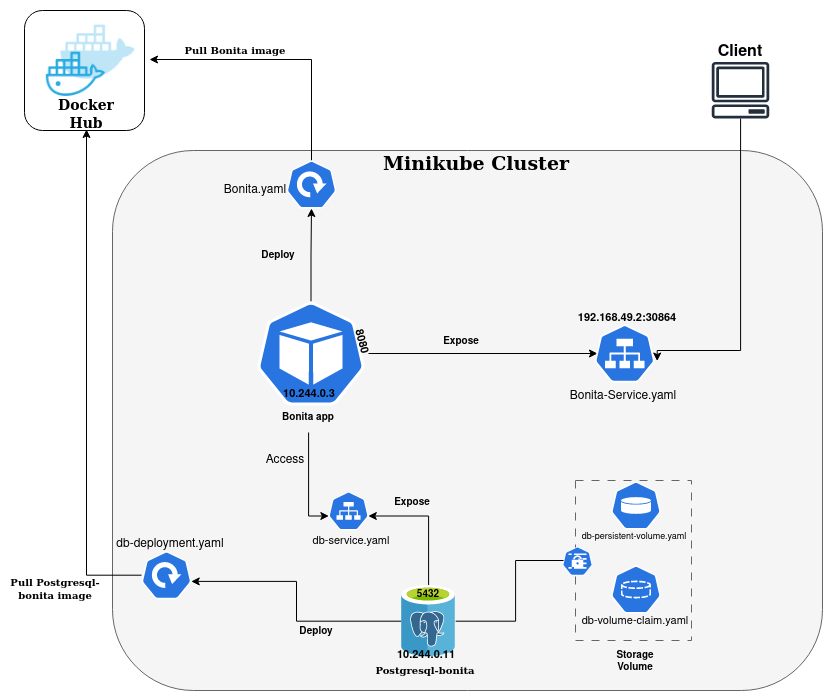 Pull Bonita image
Client
Docker
Hub
Minikube Cluster
Bonita.yaml
Deploy
192.168.49.2:30864
8080
Expose
10.244.0.3
Bonita-Service.yaml
Bonita app
Access
Expose
db-service.yaml
db-persistent-volume.yaml
db-deployment.yaml
Pull Postgresql-
bonita image
5432
db-volume-claim.yaml
Deploy
10.244.0.11
Postgresql-bonita
Storage
Volume